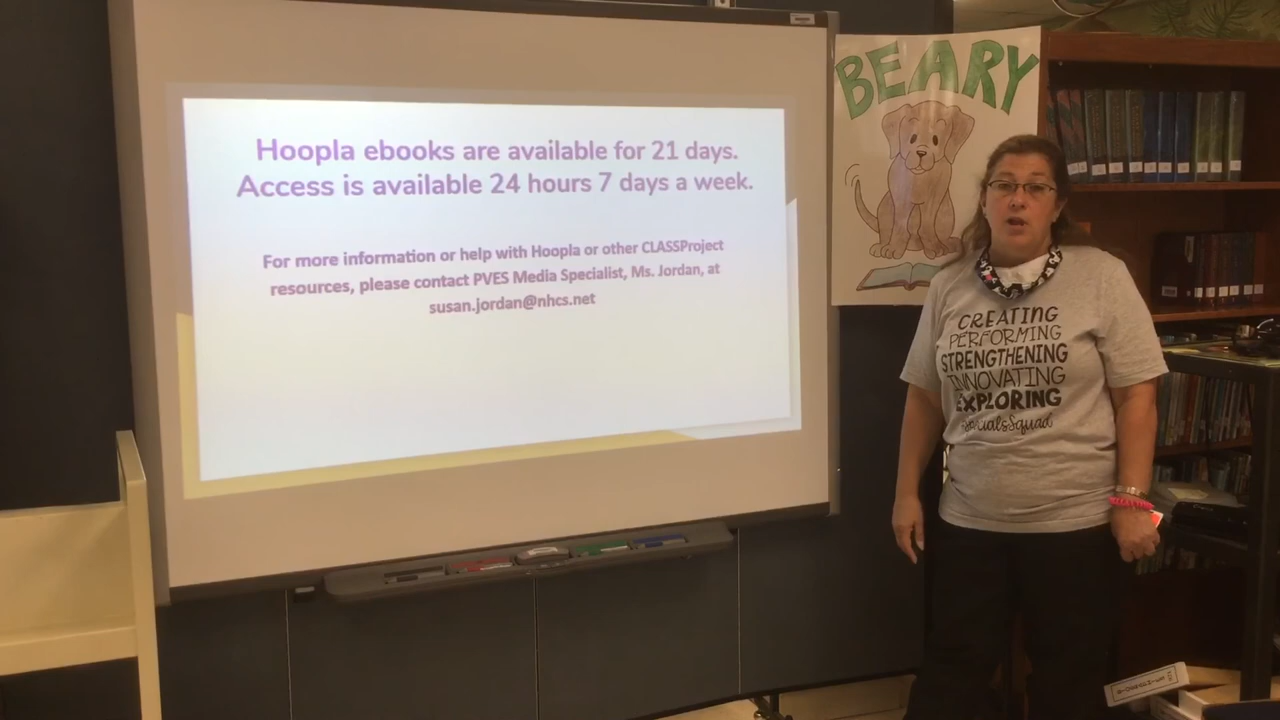 Hoopla ebooks are available for 21 days.
Access is available 24 hours 7 days a week.
For more information or help with Hoopla or other CLASSProject
resources, please contact PVES Media Specialist, Ms. Jordan, at
susan.jordan@nhcs.net
BEARY
CREATING
PERFORMING
STRENGTHENING
INNOVATING
EXPLORING